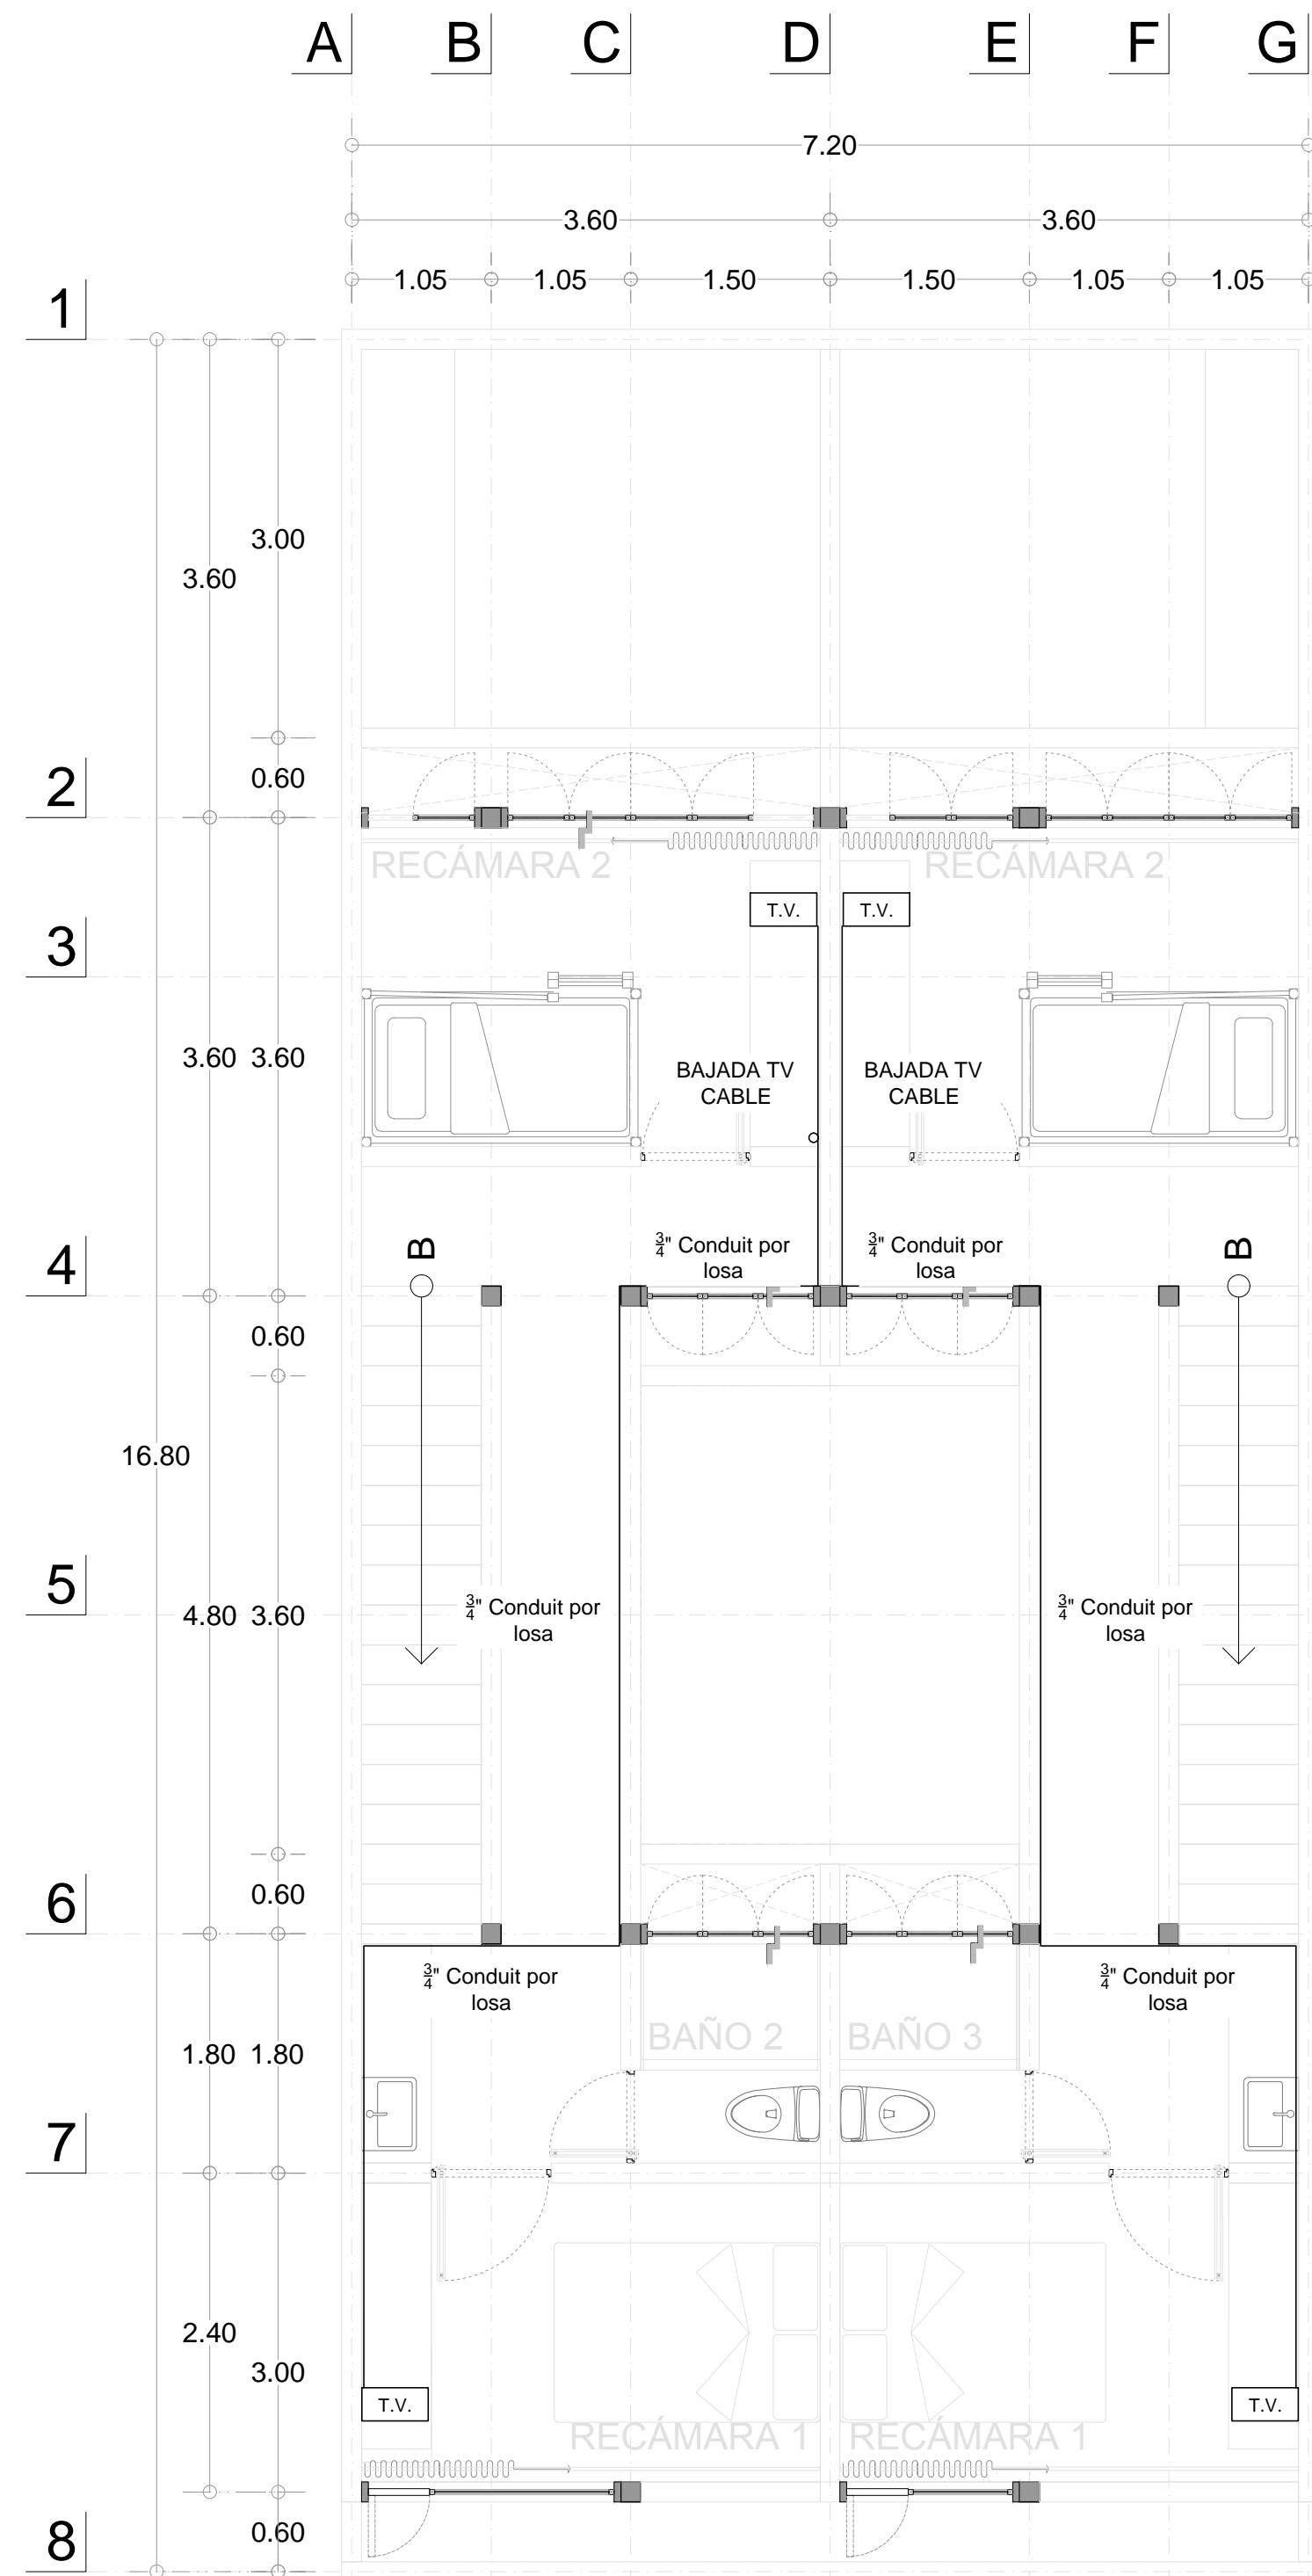 A B C D E F G
7.20
3.60 3.60
1.05 1.05 1.50 1.50 1.05 1.05
1
3.00
3.60
0.60
2
RECÁMARA 2 RECÁMARA 2
T.V. T.V.
3
3.60 3.60
BAJADA TV
CABLE
BAJADA TV
CABLE
B B
4
3/4" Conduit por
losa
3/4" Conduit por
losa
0.60
16.80
5
4.80 3.60
3/4" Conduit por
losa
3/4" Conduit por
losa
0.60
6
3/4" Conduit por
losa
3/4" Conduit por
losa
1.80 1.80
BAÑO 2 BAÑO 3
7
2.40
3.00
T.V. T.V.
RECÁMARA 1 RECÁMARA 1
0.60
8